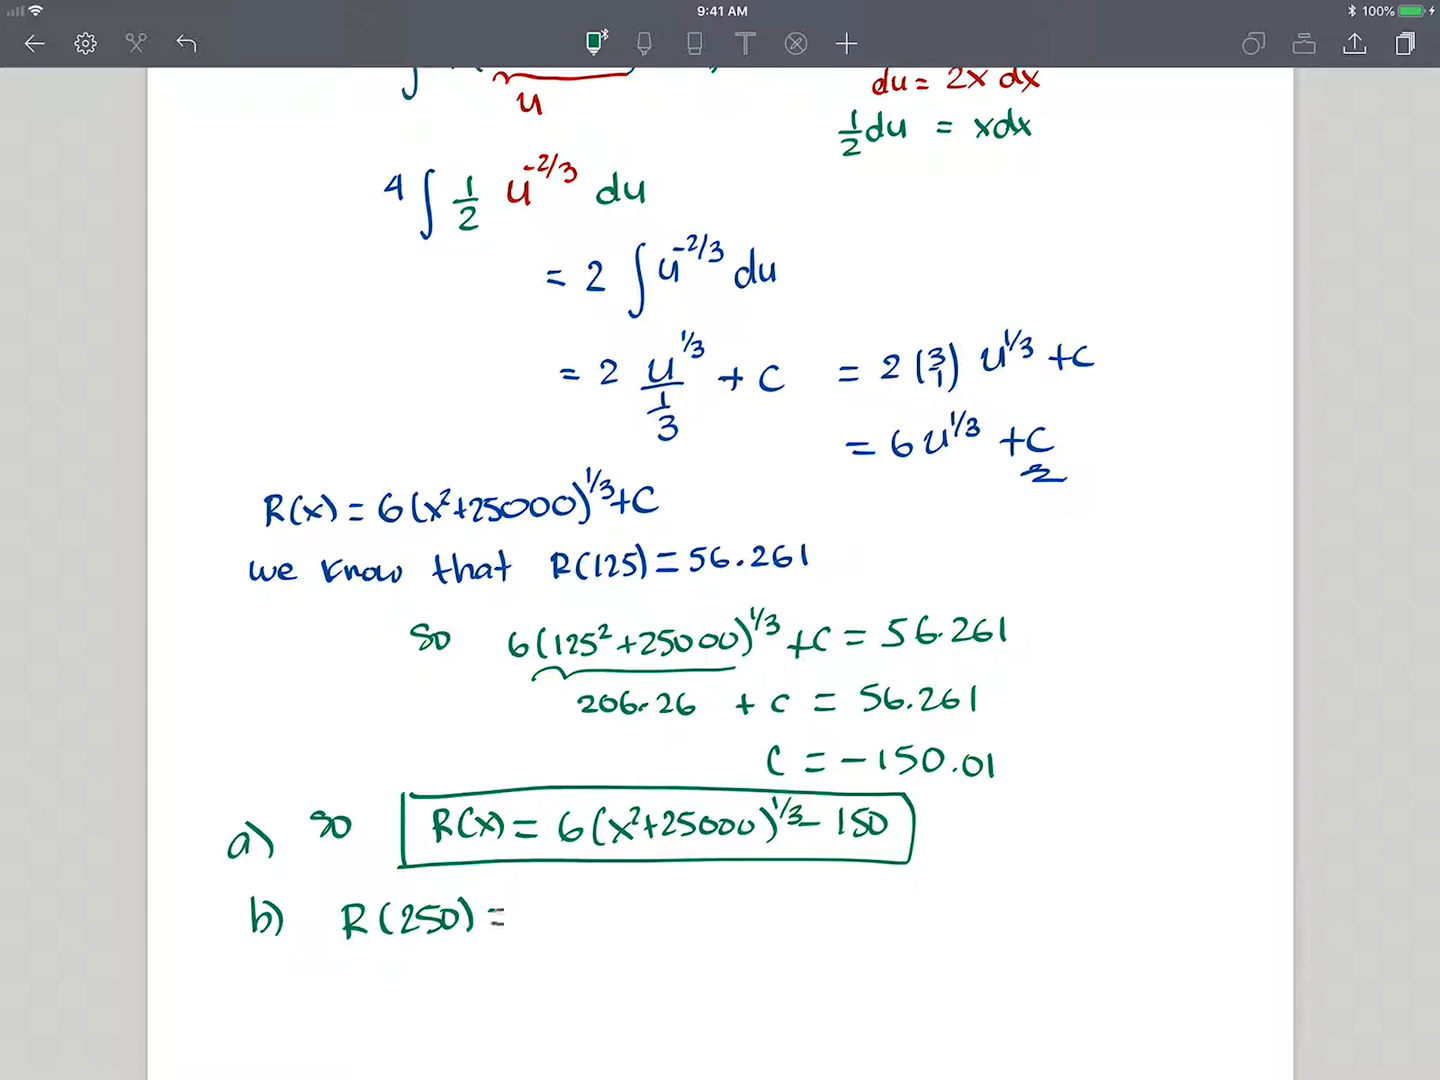 9:41 AM
100%
T
u
du = 2x dx
1/2 du = xdx
4∫ 1/2 u^-2/3 du
= 2 ∫ u^-2/3 du
= 2 u^1/3 / 1/3 + C = 2 (3/1) u^1/3 + C
= 6u^1/3 + C
R(x) = 6(x²+25000)^1/3 + C
we know that R(125) = 56.261
so 6(125²+25000)^1/3 + C = 56.261
206.26 + C = 56.261
C = -150.01
a) so R(x) = 6(x²+25000)^1/3 - 150
b) R(250) =